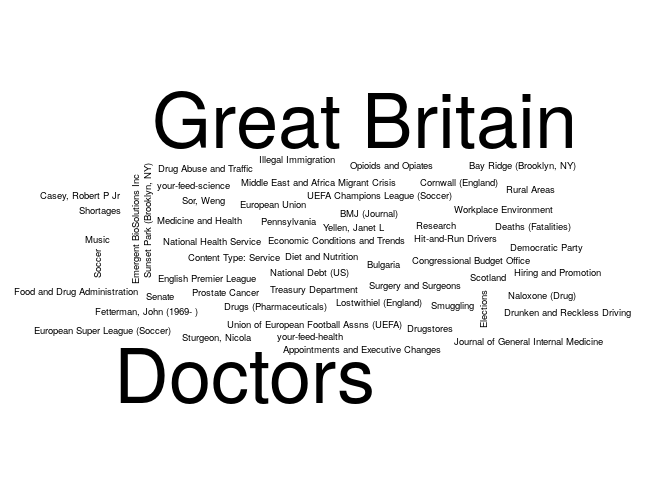 Great Britain
Illegal Immigration
Drug Abuse and Traffic
Opioids and Opiates
Bay Ridge (Brooklyn, NY)
your-feed-science
Middle East and Africa Migrant Crisis
Cornwall (England)
Rural Areas
Casey, Robert P Jr
UEFA Champions League (Soccer)
Sor, Weng
European Union
Shortages
Emergent BioSolutions Inc
Sunset Park (Brooklyn, NY)
BMJ (Journal)
Workplace Environment
Medicine and Health
Pennsylvania
Yellen, Janet L
Research
Deaths (Fatalities)
Music
National Health Service
Economic Conditions and Trends
Hit-and-Run Drivers
Democratic Party
Soccer
Content Type: Service
Diet and Nutrition
Bulgaria
Congressional Budget Office
English Premier League
National Debt (US)
Scotland
Hiring and Promotion
Food and Drug Administration
Senate
Prostate Cancer
Treasury Department
Surgery and Surgeons
Naloxone (Drug)
Fetterman, John (1969- )
Drugs (Pharmaceuticals)
Lostwithiel (England)
Smuggling
Elections
Drunken and Reckless Driving
European Super League (Soccer)
Union of European Football Assns (UEFA)
Drugstores
Sturgeon, Nicola
your-feed-health
Journal of General Internal Medicine
Appointments and Executive Changes
Doctors